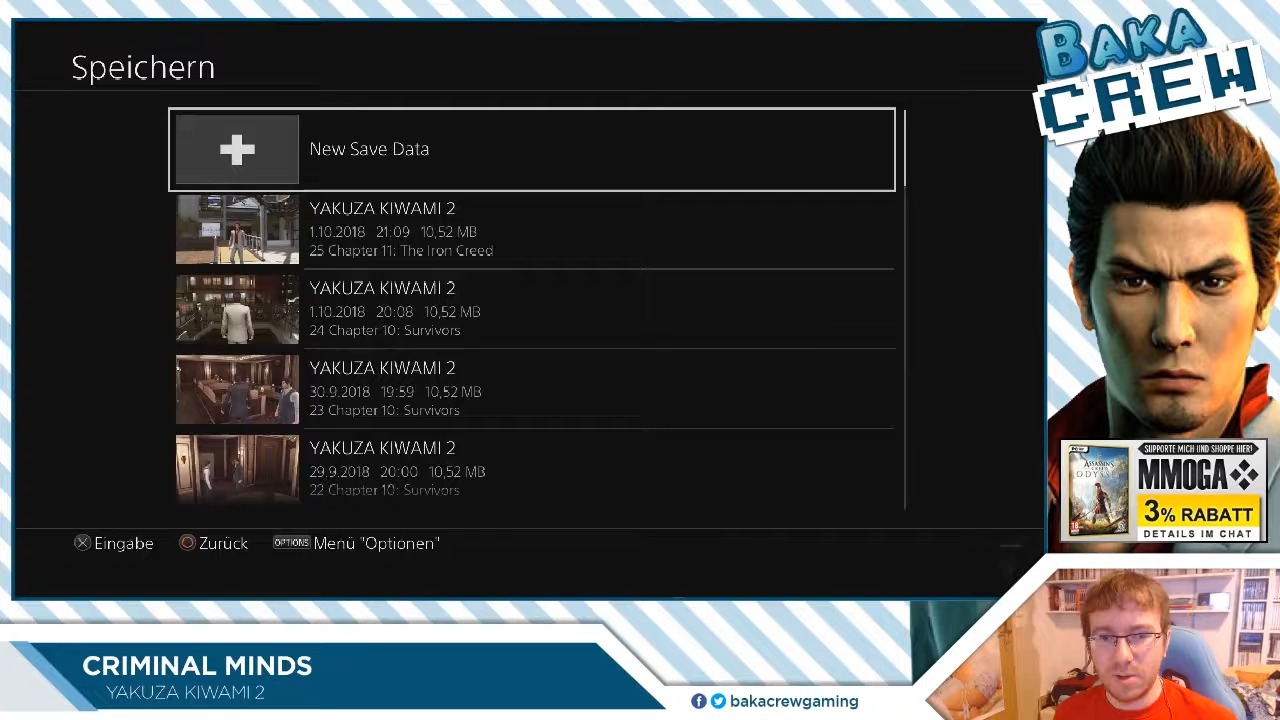 Speichern
New Save Data
YAKUZA KIWAMI 2
1.10.2018 21:09 10,52 MB
25 Chapter 11: The Iron Creed
YAKUZA KIWAMI 2
1.10.2018 20:08 10,52 MB
24 Chapter 10: Survivors
YAKUZA KIWAMI 2
30.9.2018 19:59 10,52 MB
23 Chapter 10: Survivors
YAKUZA KIWAMI 2
29.9.2018 20:00 10,52 MB
22 Chapter 10: Survivors
Eingabe Zurück OPTIONS Menü "Optionen"
BAKA
CREW
SUPPORTE MICH UND SHOPPE HIER!
ASSASSIN'S
CREED
ODYSSEY
18
MMOGA
3% RABATT
DETAILS IM CHAT
CRIMINAL MINDS
YAKUZA KIWAMI 2
bakacrewgaming